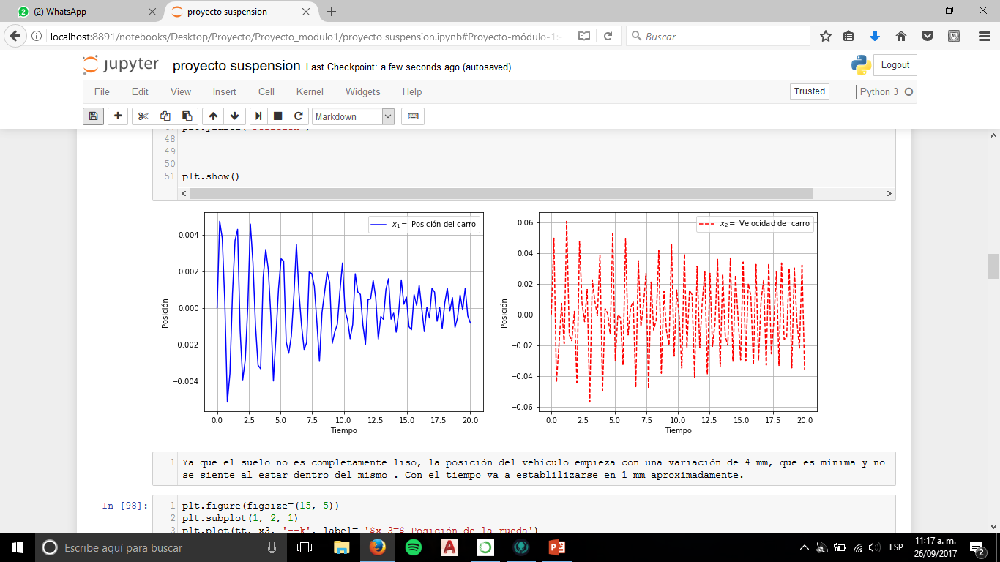 (2) WhatsApp
proyecto suspension
localhost:8891/notebooks/Desktop/Proyecto/Proyecto_modulo1/proyecto suspension.ipynb#Proyecto-módulo-1:
Buscar
jupyter
proyecto suspension Last Checkpoint: a few seconds ago (autosaved)
Logout
File Edit View Insert Cell Kernel Widgets Help
Trusted
Python 3
Markdown
48
49
50
51 plt.show()
x₁ = Posición del carro
0.004
0.002
0.000
−0.002
−0.004
Posición
0.0 2.5 5.0 7.5 10.0 12.5 15.0 17.5 20.0
Tiempo
x₂ = Velocidad del carro
0.06
0.04
0.02
0.00
−0.02
−0.04
−0.06
Posición
0.0 2.5 5.0 7.5 10.0 12.5 15.0 17.5 20.0
Tiempo
1 Ya que el suelo no es completamente liso, la posición del vehículo empieza con una variación de 4 mm, que es mínima y no
se siente al estar dentro del mismo . Con el tiempo va a establilizarse en 1 mm aproximadamente.
In [98]:
1 plt.figure(figsize=(15, 5))
2 plt.subplot(1, 2, 1)
3 plt.plot(tt, x3, '--k', label= '$x_3=$ Posición de la rueda')
Escribe aquí para buscar
ESP
11:17 a. m.
26/09/2017
2